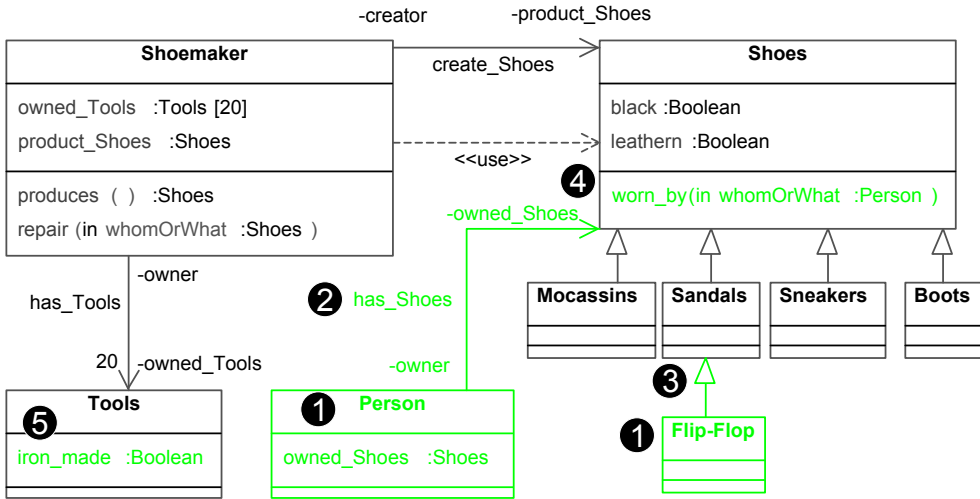 -creator -product_Shoes
Shoemaker
create_Shoes
Shoes
owned_Tools :Tools [20]
product_Shoes :Shoes
<<use>>
black :Boolean
leathern :Boolean
produces ( ) :Shoes
repair (in whomOrWhat :Shoes )
4
worn_by(in whomOrWhat :Person )
-owned_Shoes
-owner
has_Tools
2 has_Shoes
Mocassins Sandals Sneakers Boots
20 -owned_Tools
-owner
3
Tools
5
iron_made :Boolean
1 Person
owned_Shoes :Shoes
1 Flip-Flop